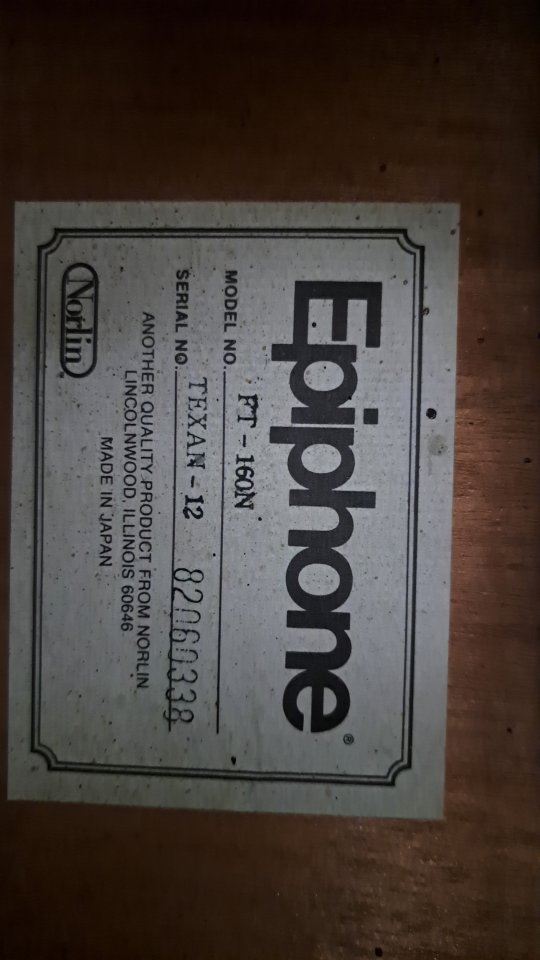 Epiphone®
MODEL NO. FT-160N
TEXAN-12
SERIAL NO. 82060338
ANOTHER QUALITY PRODUCT FROM NORLIN
LINCOLNWOOD, ILLINOIS 60646
MADE IN JAPAN
Norlin®